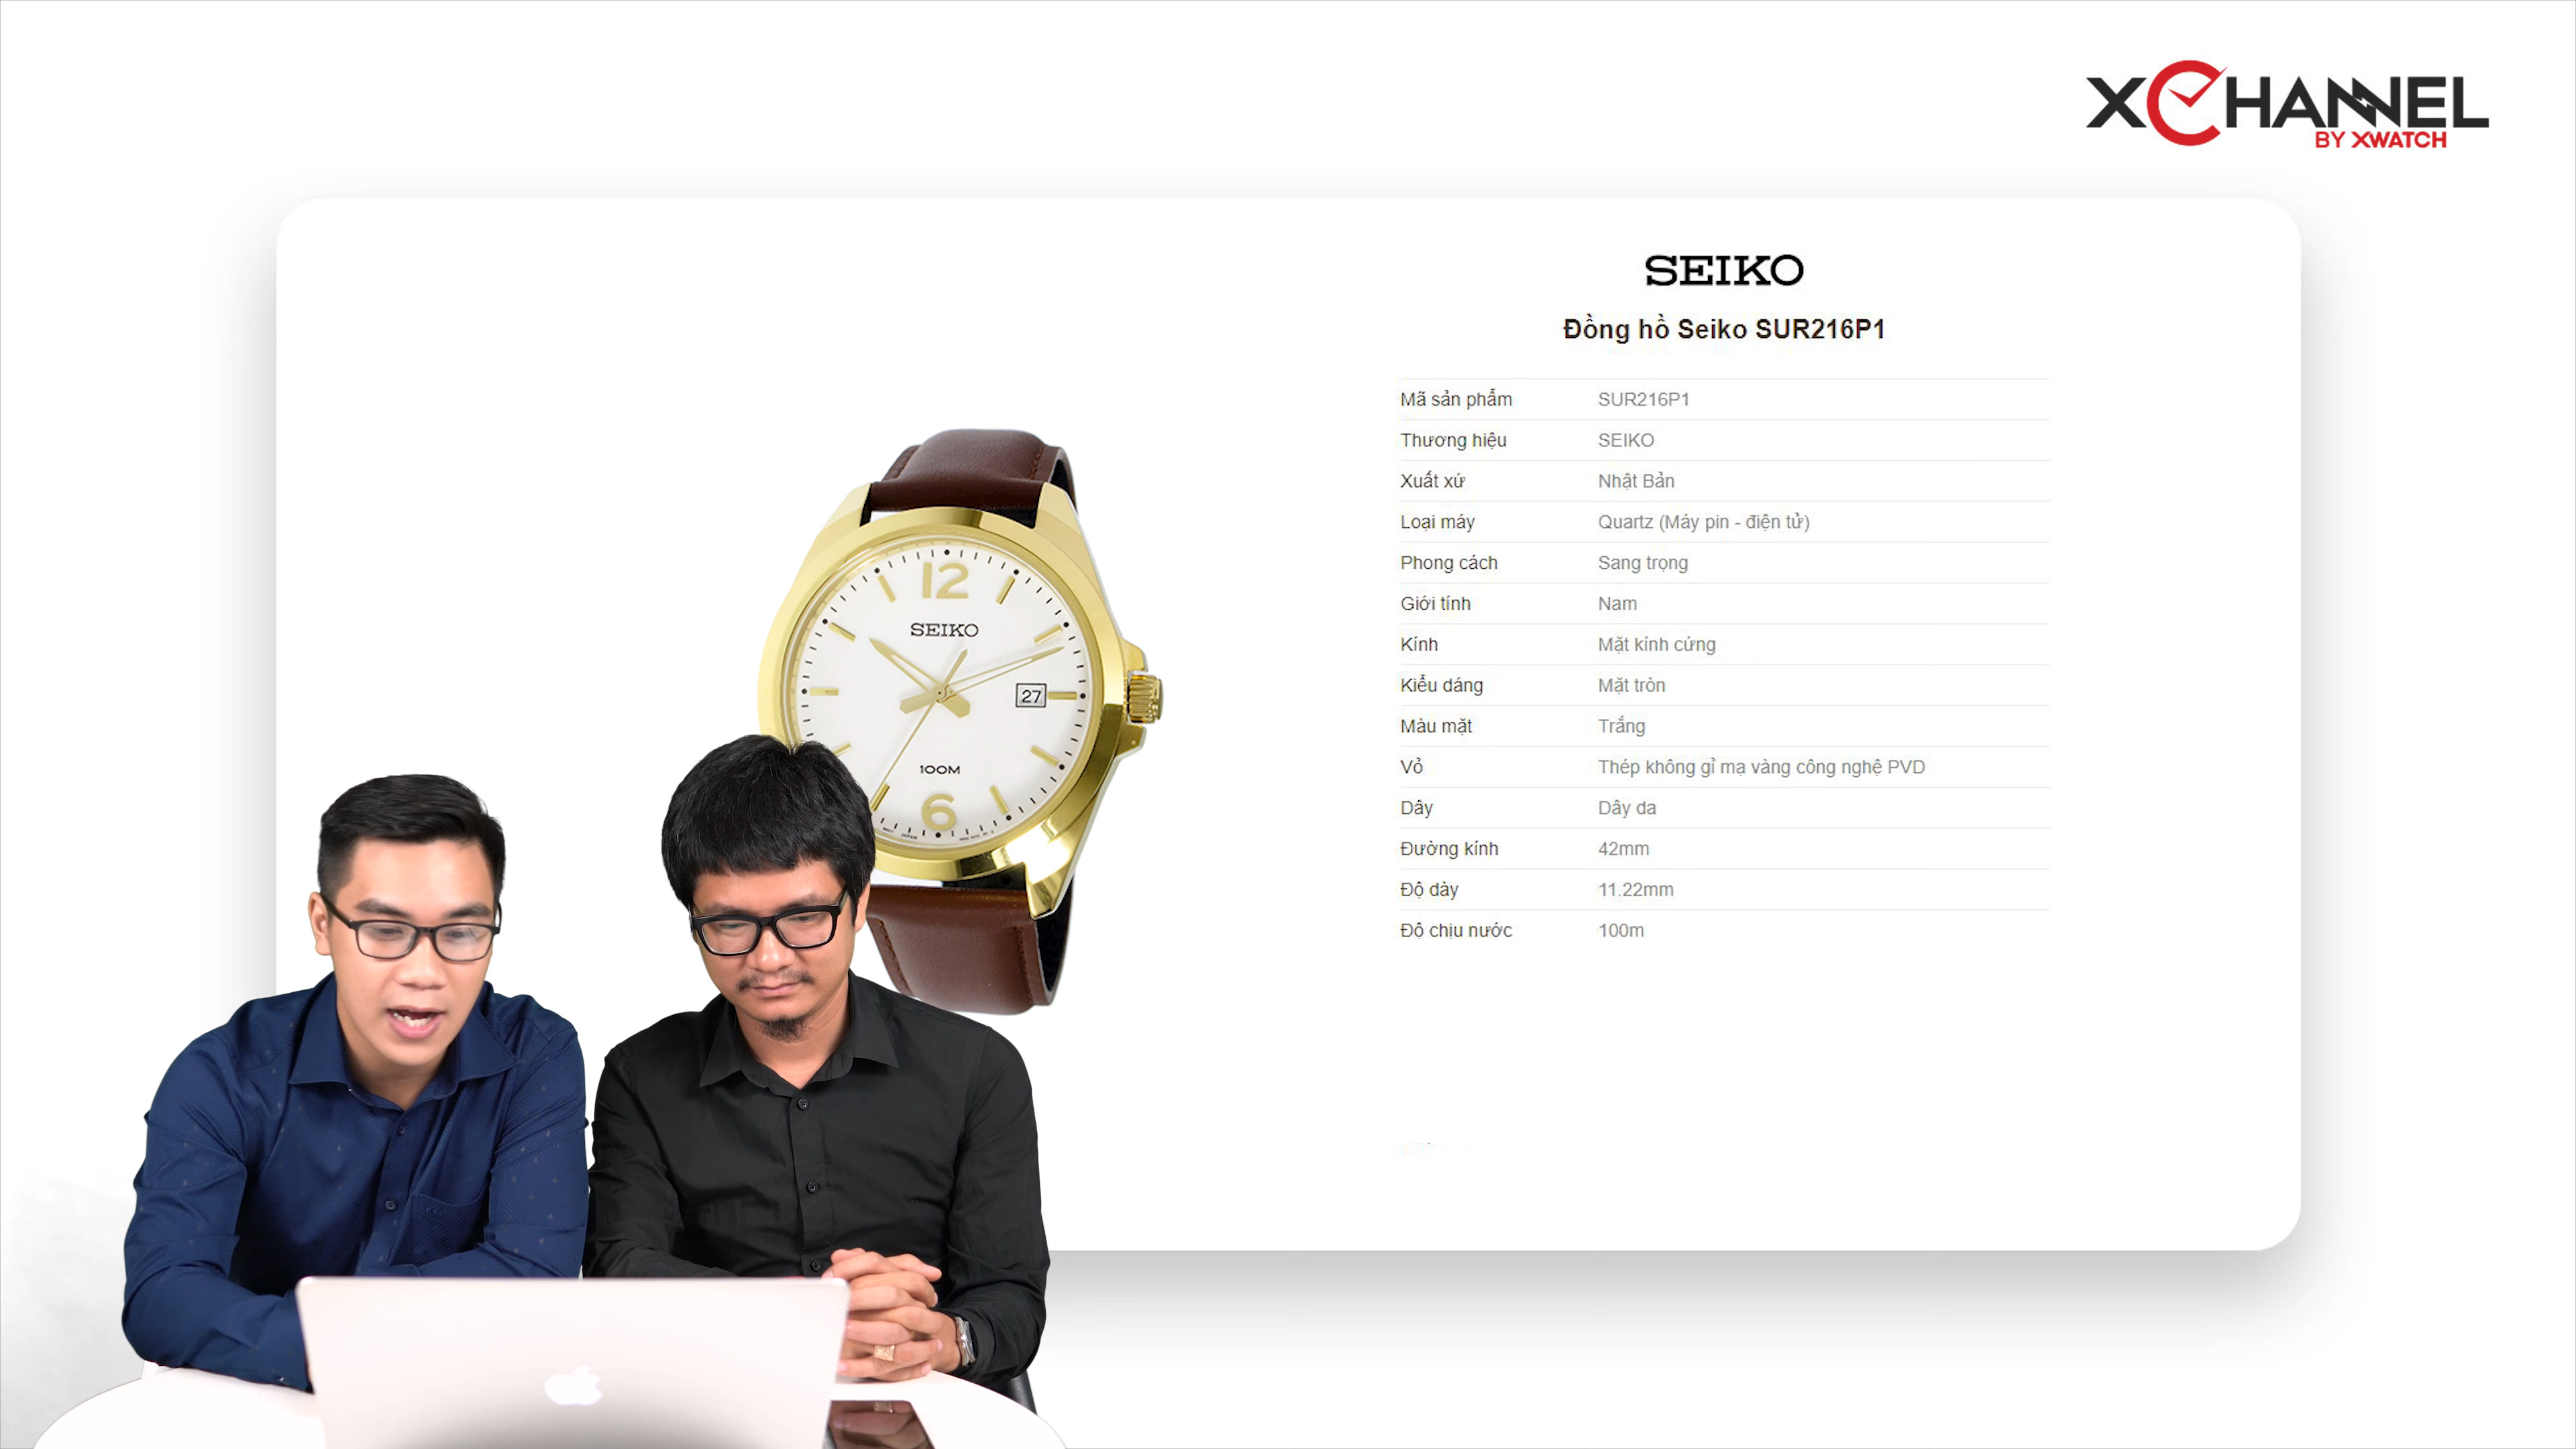 XCHANNEL
BY XWATCH
SEIKO
Đồng hồ Seiko SUR216P1
Mã sản phẩm SUR216P1
Thương hiệu SEIKO
Xuất xứ Nhật Bản
Loại máy Quartz (Máy pin - điện tử)
Phong cách Sang trọng
Giới tính Nam
Kính Mặt kính cứng
Kiểu dáng Mặt tròn
Màu mặt Trắng
Vỏ Thép không gỉ mạ vàng công nghệ PVD
Dây Dây da
Đường kính 42mm
Độ dày 11.22mm
Độ chịu nước 100m
12
SEIKO
27
100M
6